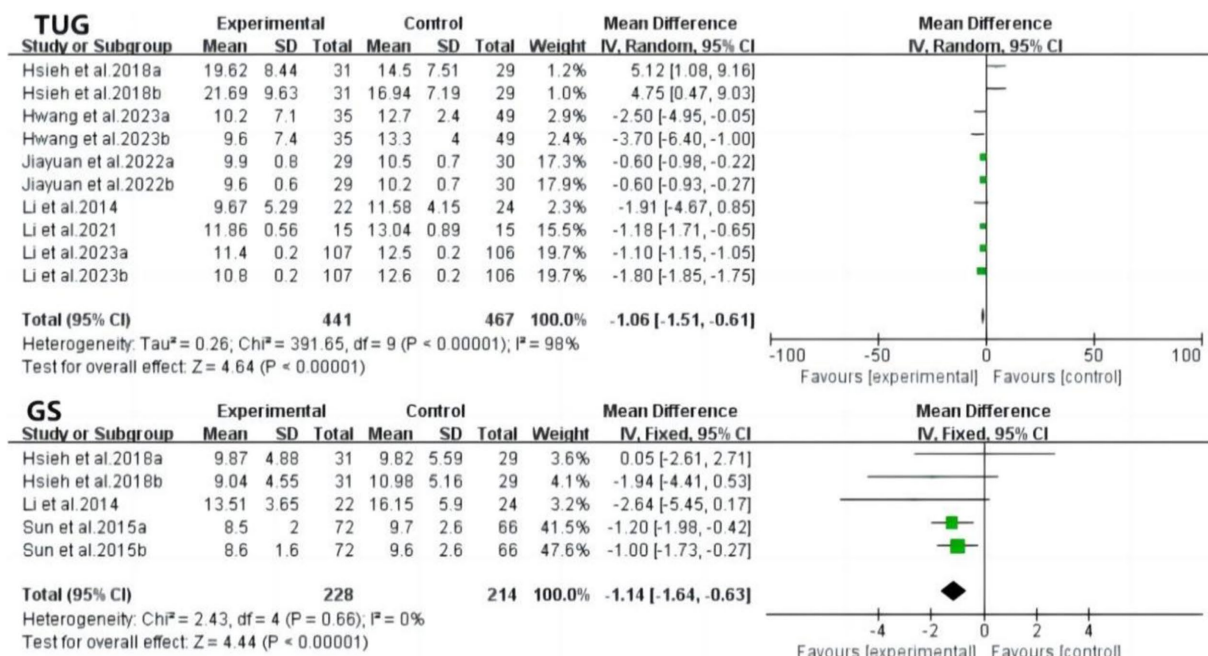 TUG Experimental Control Mean Difference Mean Difference
Study or Subgroup Mean SD Total Mean SD Total Weight IV, Random, 95% CI IV, Random, 95% CI
Hsieh et al.2018a 19.62 8.44 31 14.5 7.51 29 1.2% 5.12 [1.08, 9.16]
Hsieh et al.2018b 21.69 9.63 31 16.94 7.19 29 1.0% 4.75 [0.47, 9.03]
Hwang et al.2023a 10.2 7.1 35 12.7 2.4 49 2.9% -2.50 [-4.95, -0.05]
Hwang et al.2023b 9.6 7.4 35 13.3 4 49 2.4% -3.70 [-6.40, -1.00]
Jiayuan et al.2022a 9.9 0.8 29 10.5 0.7 30 17.3% -0.60 [-0.98, -0.22]
Jiayuan et al.2022b 9.6 0.6 29 10.2 0.7 30 17.9% -0.60 [-0.93, -0.27]
Li et al.2014 9.67 5.29 22 11.58 4.15 24 2.3% -1.91 [-4.67, 0.85]
Li et al.2021 11.86 0.56 15 13.04 0.89 15 15.5% -1.18 [-1.71, -0.65]
Li et al.2023a 11.4 0.2 107 12.5 0.2 106 19.7% -1.10 [-1.15, -1.05]
Li et al.2023b 10.8 0.2 107 12.6 0.2 106 19.7% -1.80 [-1.85, -1.75]
Total (95% CI) 441 467 100.0% -1.06 [-1.51, -0.61]
Heterogeneity: Tau² = 0.26; Chi² = 391.65, df = 9 (P < 0.00001); I² = 98%
Test for overall effect: Z = 4.64 (P < 0.00001)
-100 -50 0 50 100
Favours [experimental] Favours [control]
GS Experimental Control Mean Difference Mean Difference
Study or Subgroup Mean SD Total Mean SD Total Weight IV, Fixed, 95% CI IV, Fixed, 95% CI
Hsieh et al.2018a 9.87 4.88 31 9.82 5.59 29 3.6% 0.05 [-2.61, 2.71]
Hsieh et al.2018b 9.04 4.55 31 10.98 5.16 29 4.1% -1.94 [-4.41, 0.53]
Li et al.2014 13.51 3.65 22 16.15 5.9 24 3.2% -2.64 [-5.45, 0.17]
Sun et al.2015a 8.5 2 72 9.7 2.6 66 41.5% -1.20 [-1.98, -0.42]
Sun et al.2015b 8.6 1.6 72 9.6 2.6 66 47.6% -1.00 [-1.73, -0.27]
Total (95% CI) 228 214 100.0% -1.14 [-1.64, -0.63]
Heterogeneity: Chi² = 2.43, df = 4 (P = 0.66); I² = 0%
Test for overall effect: Z = 4.44 (P < 0.00001)
-4 -2 0 2 4
Favours [experimental] Favours [control]